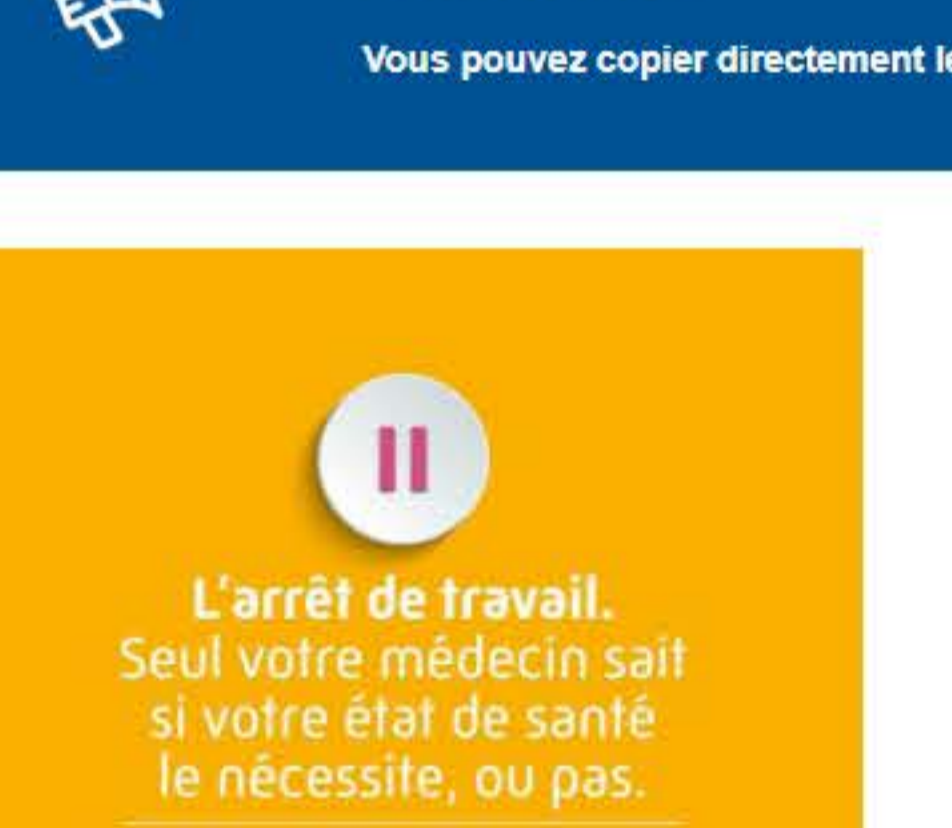 Vous pouvez copier directement le
L'arrêt de travail.
Seul votre médecin sait
si votre état de santé
le nécessite, ou pas.